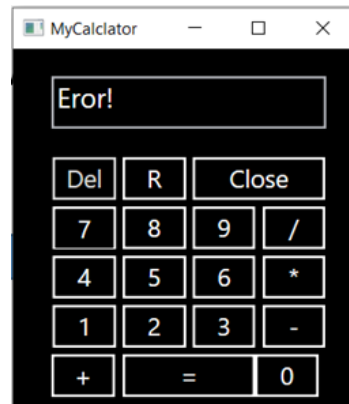 MyCalclator
Eror!
Del R Close
7 8 9 /
4 5 6 *
1 2 3 -
+ = 0